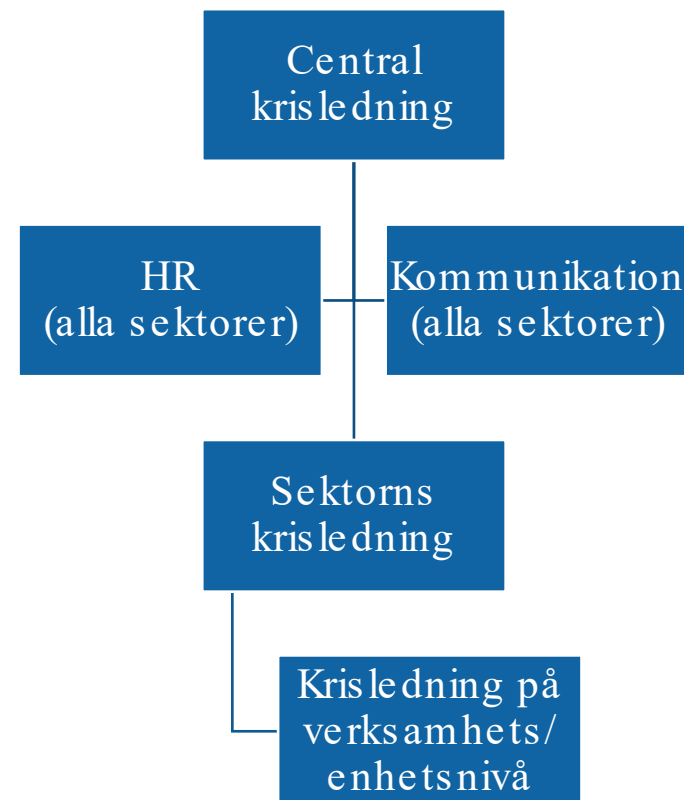 Central
krisledning
HR
(alla sektorer)
Kommunikation
(alla sektorer)
Sektorns
krisledning
Krisledning på
verksamhets/
enhetsnivå